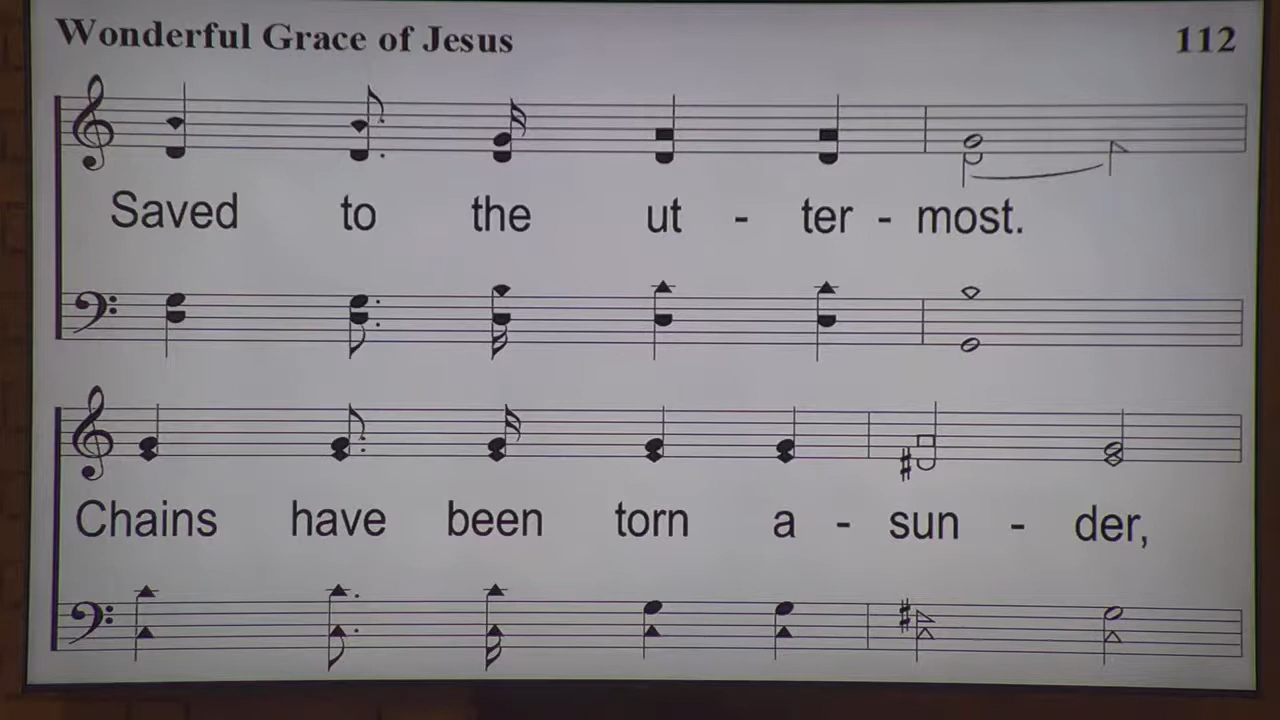 Wonderful Grace of Jesus 112
Saved to the ut - ter - most.
Chains have been torn a - sun - der,